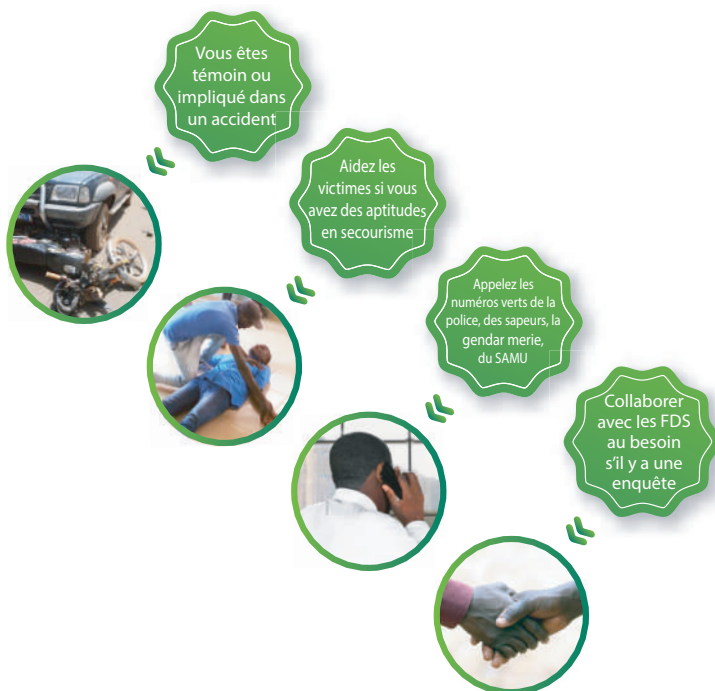 Vous êtes
témoin ou
impliqué dans
un accident
Aidez les
victimes si vous
avez des aptitudes
en secourisme
Appelez les
numéros verts de la
police, des sapeurs, la
gendar merie,
du SAMU
Collaborer
avec les FDS
au besoin
s'il y a une
enquête